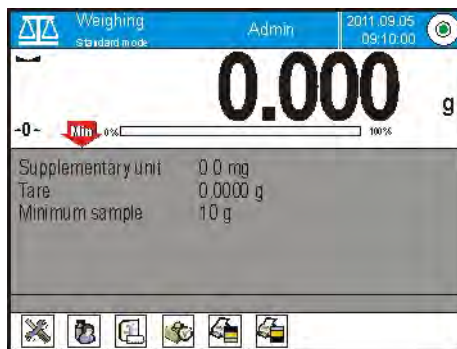 Weighing Admin 2011.09.05
Standard mode 09:10:00
0.000 g
-0- Min 0% 100%
Supplementary unit 0.0 mg
Tare 0.0000 g
Minimum sample 10 g